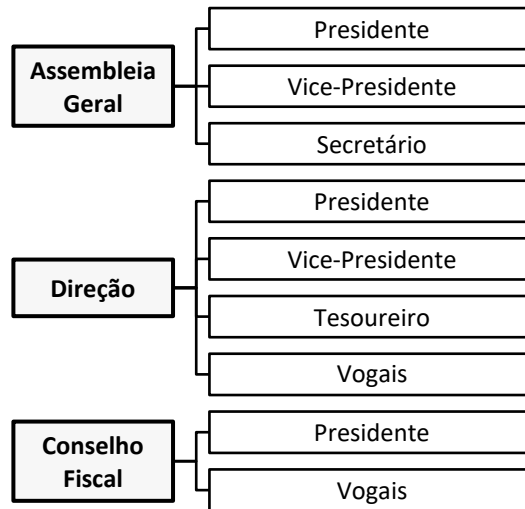 Assembleia
Geral
Presidente
Vice-Presidente
Secretário
Direção
Presidente
Vice-Presidente
Tesoureiro
Vogais
Conselho
Fiscal
Presidente
Vogais